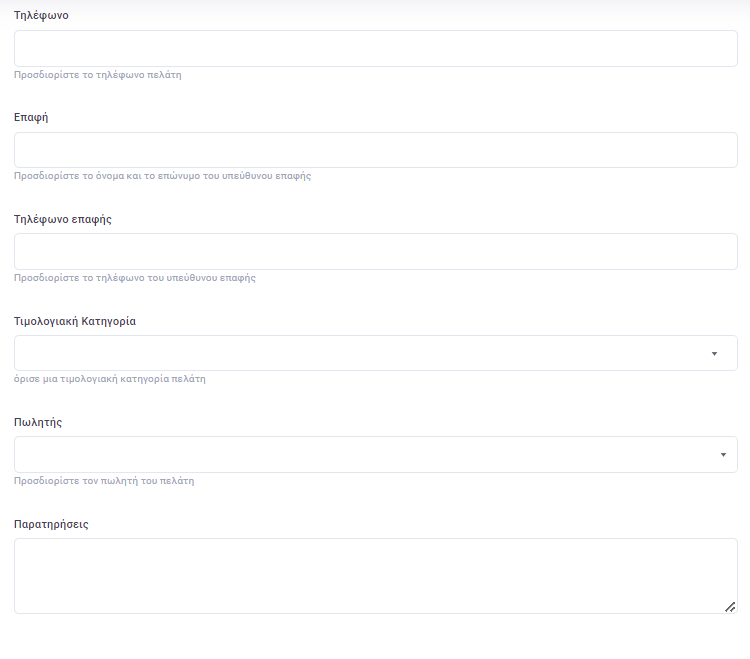 Τηλέφωνο
Προσδιορίστε το τηλέφωνο πελάτη
Επαφή
Προσδιορίστε το όνομα και το επώνυμο του υπεύθυνου επαφής
Τηλέφωνο επαφής
Προσδιορίστε το τηλέφωνο του υπεύθυνου επαφής
Τιμολογιακή Κατηγορία
όρισε μια τιμολογιακή κατηγορία πελάτη
Πωλητής
Προσδιορίστε τον πωλητή του πελάτη
Παρατηρήσεις